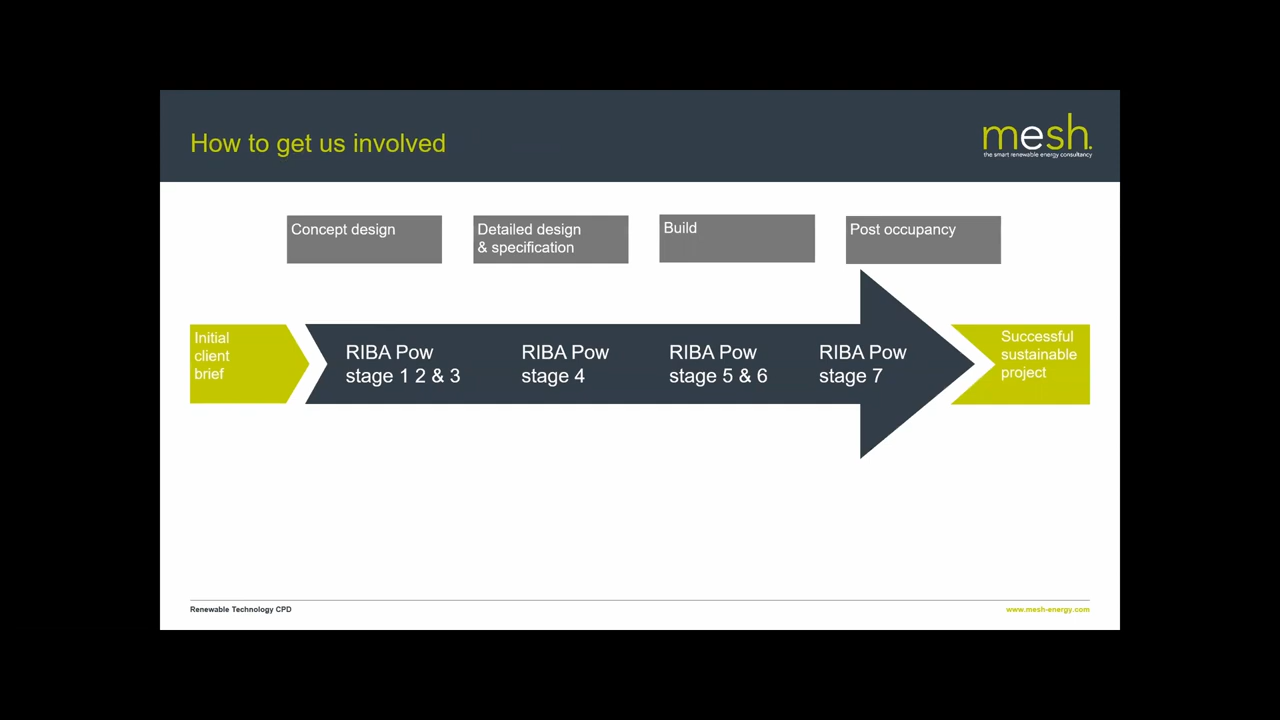 How to get us involved
mesh.
the smart renewable energy consultancy
Concept design
Detailed design
& specification
Build
Post occupancy
Initial
client
brief
RIBA Pow
stage 1 2 & 3
RIBA Pow
stage 4
RIBA Pow
stage 5 & 6
RIBA Pow
stage 7
Successful
sustainable
project
Renewable Technology CPD
www.mesh-energy.com